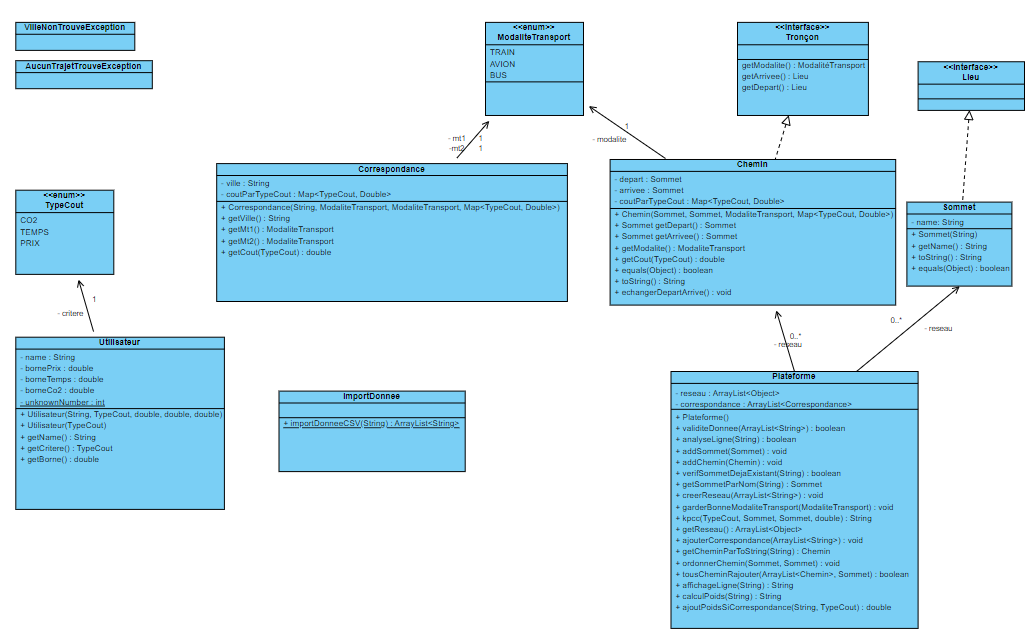 VilleNonTrouveException
AucunTrajetTrouveException
<<enum>>
ModaliteTransport
TRAIN
AVION
BUS
<<Interface>>
Tronçon
getModalite() : ModalitéTransport
getArrivee() : Lieu
getDepart() : Lieu
<<Interface>>
Lieu
- mt1 1
-mt2 1
1
- modalite
Correspondance
- ville : String
- coutParTypeCout : Map<TypeCout, Double>
+ Correspondance(String, ModaliteTransport, ModaliteTransport, Map<TypeCout, Double>)
+ getVille() : String
+ getMt1() : ModaliteTransport
+ getMt2() : ModaliteTransport
+ getCout(TypeCout) : double
Chemin
- depart : Sommet
- arrivee : Sommet
- coutParTypeCout : Map<TypeCout, Double>
+ Chemin(Sommet, Sommet, ModaliteTransport, Map<TypeCout, Double>)
+ Sommet getDepart() : Sommet
+ Sommet getArrivee() : Sommet
+ getModalite() : ModaliteTransport
+ getCout(TypeCout) : double
+ equals(Object) : boolean
+ toString() : String
+ echangerDepartArrive() : void
Sommet
- name: String
+ Sommet(String)
+ getName() : String
+ toString() : String
+ equals(Object) : boolean
<<enum>>
TypeCout
CO2
TEMPS
PRIX
1
- critere
Utilisateur
- name : String
- bornePrix : double
- borneTemps : double
- borneCo2 : double
- unknownNumber : int
+ Utilisateur(String, TypeCout, double, double, double)
+ Utilisateur(TypeCout)
+ getName() : String
+ getCritere() : TypeCout
+ getBorne() : double
ImportDonnee
+ importDonneeCSV(String) : ArrayList<String>
0..*
- reseau
0..*
- reseau
Plateforme
- reseau : ArrayList<Object>
- correspondance : ArrayList<Correspondance>
+ Plateforme()
+ validiteDonnee(ArrayList<String>) : boolean
+ analyseLigne(String) : boolean
+ addSommet(Sommet) : void
+ addChemin(Chemin) : void
+ verifSommetDejaExistant(String) : boolean
+ getSommetParNom(String) : Sommet
+ creerReseau(ArrayList<String>) : void
+ garderBonneModaliteTransport(ModaliteTransport) : void
+ kpcc(TypeCout, Sommet, Sommet, double) : String
+ getReseau() : ArrayList<Object>
+ ajouterCorrespondance(ArrayList<String>) : void
+ getCheminParToString(String) : Chemin
+ ordonnerChemin(Sommet, Sommet) : void
+ tousCheminRajouter(ArrayList<Chemin>, Sommet) : boolean
+ affichageLigne(String) : String
+ calculPoids(String) : String
+ ajoutPoidsSiCorrespondance(String, TypeCout) : double